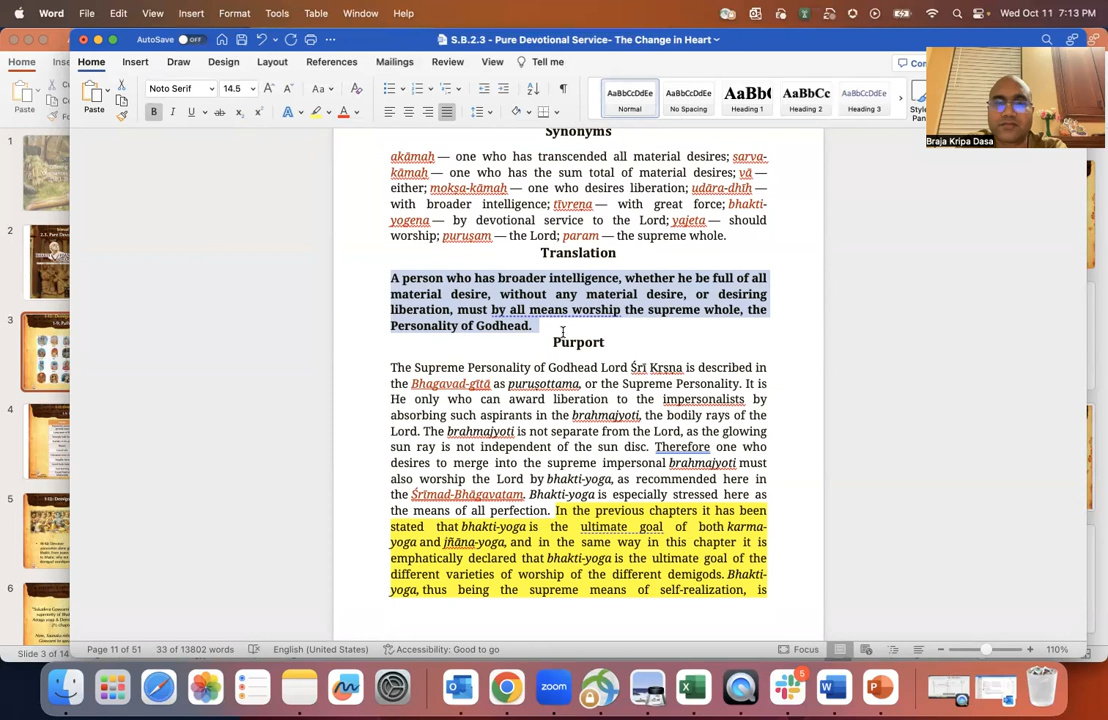 Word File Edit View Insert Format Tools Table Window Help
Wed Oct 11 7:13 PM
AutoSave off
S.B.2.3 - Pure Devotional Service- The Change in Heart
Home
Home Insert Draw Design Layout References Mailings Review View Tell me
Paste
Paste
Noto Serif 14.5
AaBbCcDdEe AaBbCcDdEe AaBbC AaBbCc AaBbCcDdEe
Normal No Spacing Heading 1 Heading 2 Heading 3
Braja Kripa Dasa
Synonyms
akāmaḥ — one who has transcended all material desires; sarva-
kāmaḥ — one who has the sum total of material desires; vā —
either; mokṣa-kāmaḥ — one who desires liberation; udāra-dhīḥ —
with broader intelligence; tīvreṇa — with great force; bhakti-
yogena — by devotional service to the Lord; yajeta — should
worship; puruṣam — the Lord; param — the supreme whole.
Translation
A person who has broader intelligence, whether he be full of all
material desire, without any material desire, or desiring
liberation, must by all means worship the supreme whole, the
Personality of Godhead.
Purport
The Supreme Personality of Godhead Lord Śrī Kṛṣṇa is described in
the Bhagavad-gītā as puruṣottama, or the Supreme Personality. It is
He only who can award liberation to the impersonalists by
absorbing such aspirants in the brahmajyoti, the bodily rays of the
Lord. The brahmajyoti is not separate from the Lord, as the glowing
sun ray is not independent of the sun disc. Therefore one who
desires to merge into the supreme impersonal brahmajyoti must
also worship the Lord by bhakti-yoga, as recommended here in
the Śrīmad-Bhāgavatam. Bhakti-yoga is especially stressed here as
the means of all perfection. In the previous chapters it has been
stated that bhakti-yoga is the ultimate goal of both karma-
yoga and jñāna-yoga, and in the same way in this chapter it is
emphatically declared that bhakti-yoga is the ultimate goal of the
different varieties of worship of the different demigods. Bhakti-
yoga, thus being the supreme means of self-realization, is
1
2
3
4
5
6
Slide 3 of 14
Page 11 of 51 33 of 13802 words English (United States) Accessibility: Good to go Focus 110%
zoom
5